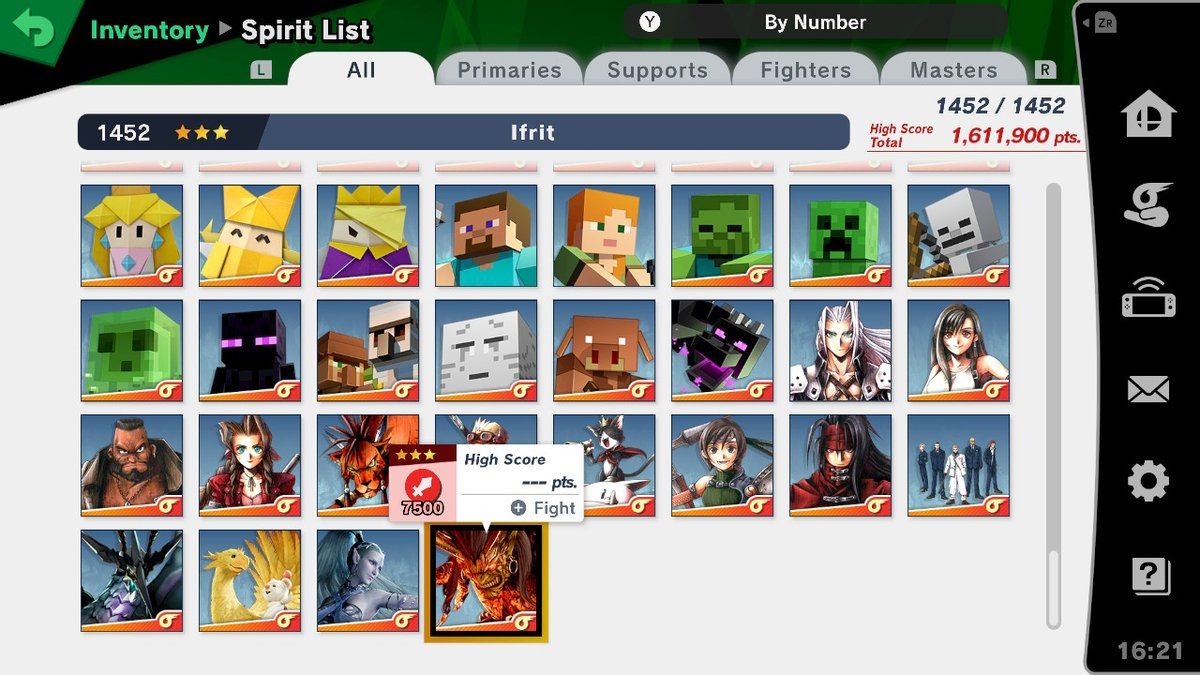 Inventory ▶ Spirit List
Y By Number
ZR
L All Primaries Supports Fighters Masters R
1452 / 1452
1452 ★★★ Ifrit
High Score Total 1,611,900 pts.
★★★ High Score
--- pts.
7500 + Fight
?
16:21